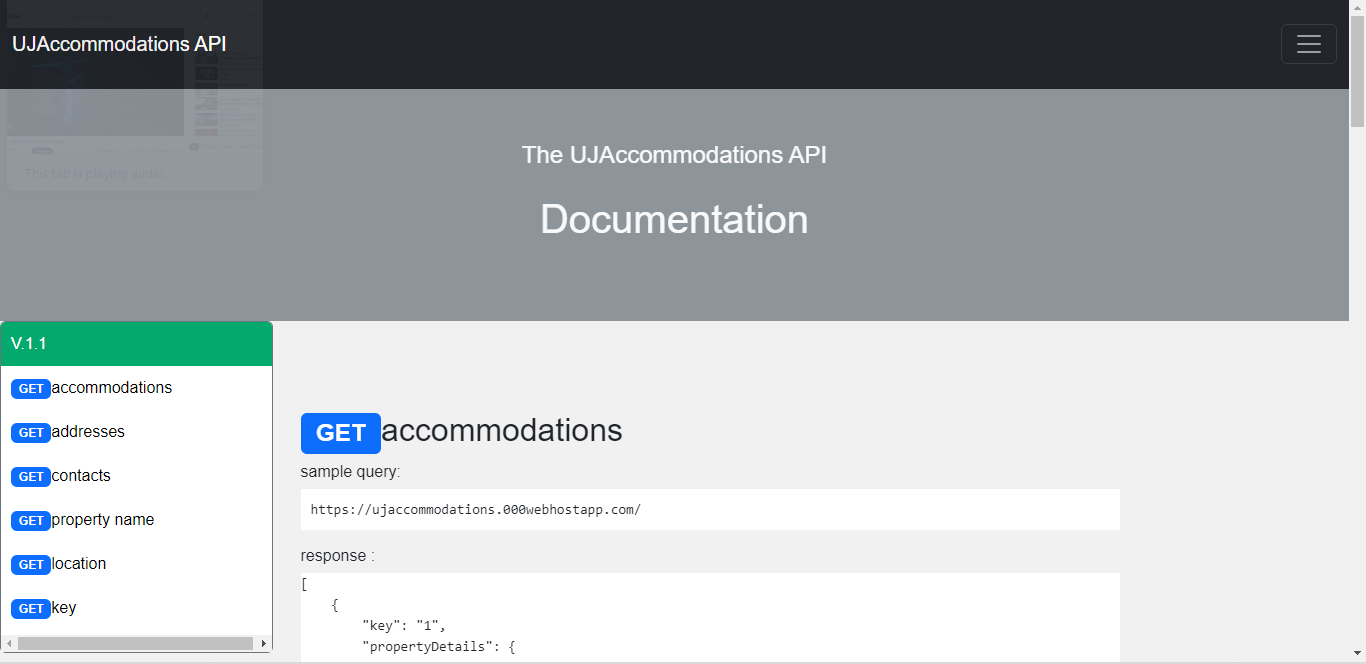 UJAccommodations API
This tab is playing audio.
The UJAccommodations API
Documentation
V.1.1
GET accommodations
GET addresses
GET contacts
GET property name
GET location
GET key
GET accommodations
sample query:
https://ujaccommodations.000webhostapp.com/
response :
[
{
"key": "1",
"propertyDetails": {